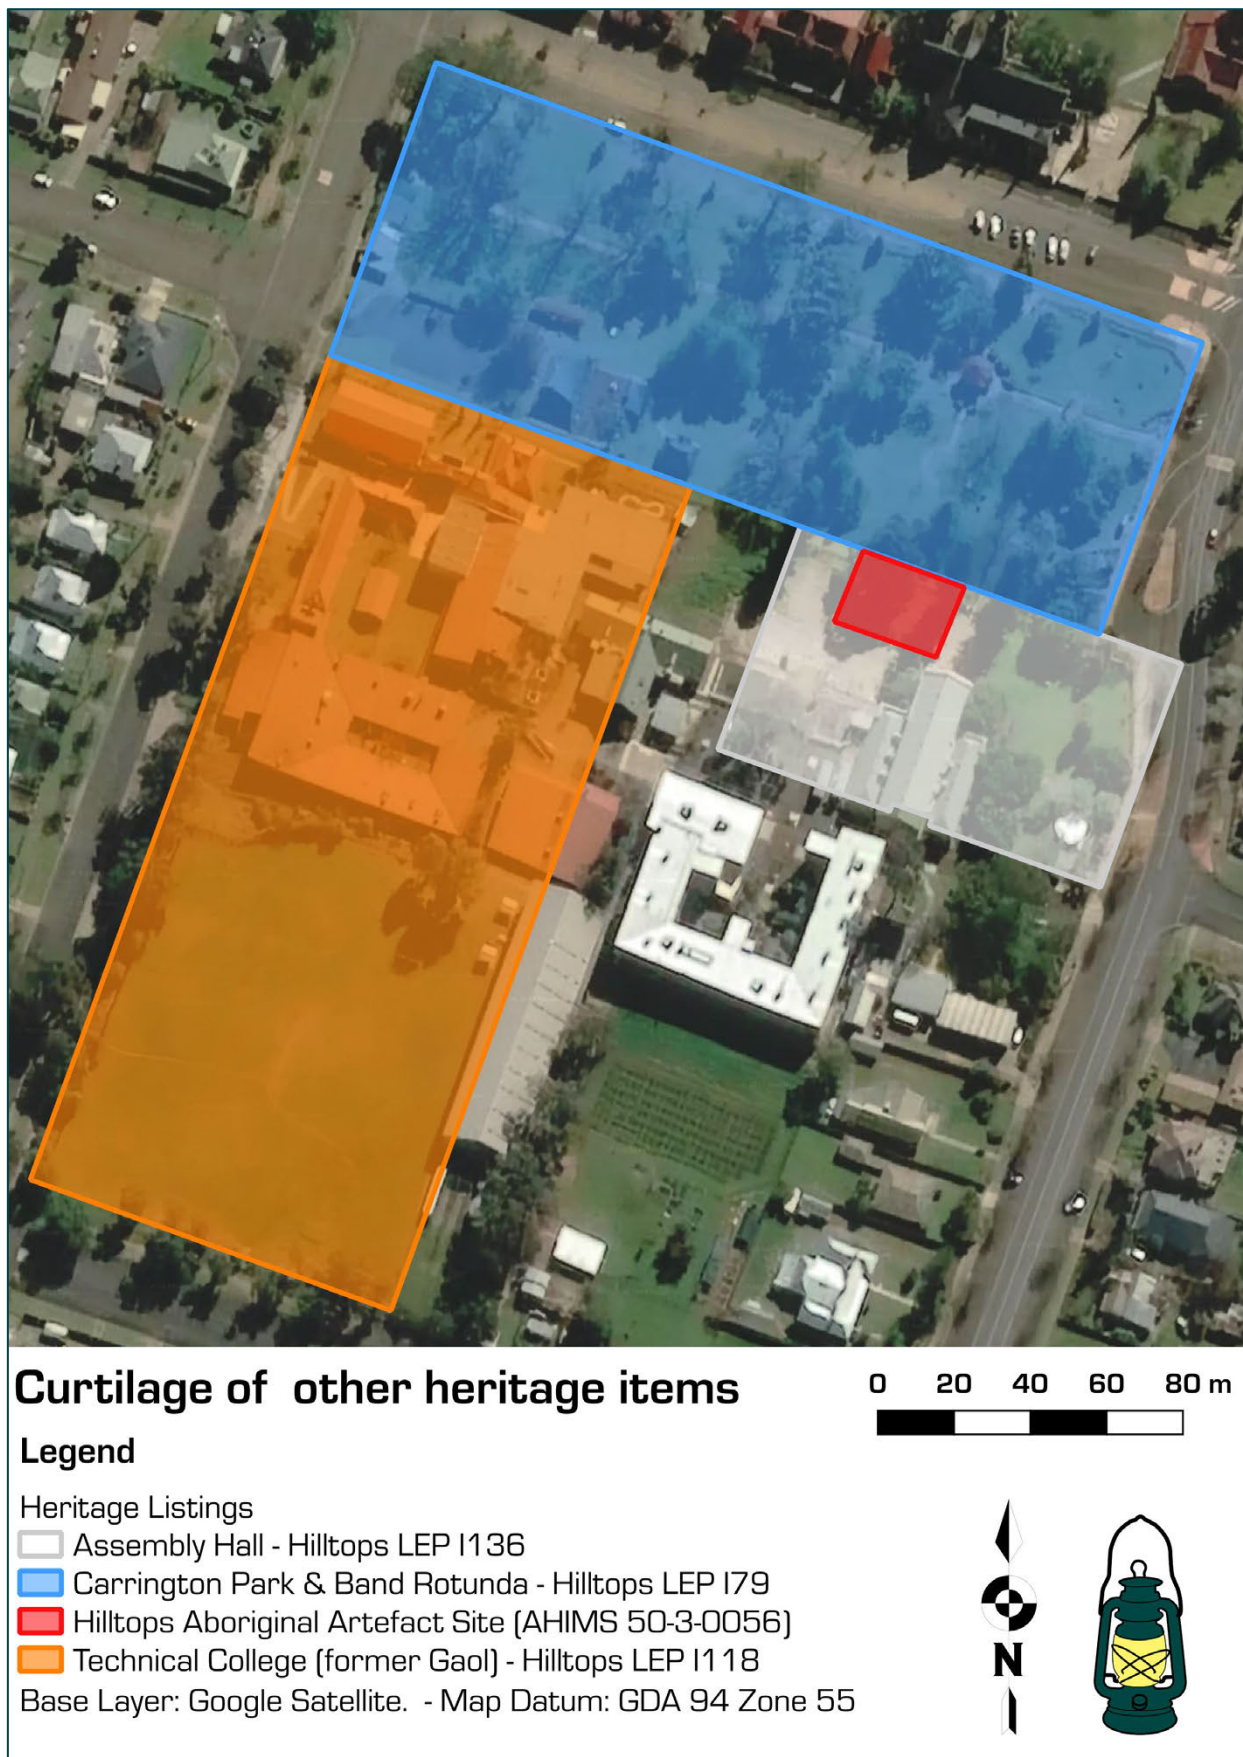 Curtilage of  other heritage items
0 20 40 60 80 m
Legend
Heritage Listings
Assembly Hall - Hilltops LEP I136
Carrington Park & Band Rotunda - Hilltops LEP I79
Hilltops Aboriginal Artefact Site (AHIMS 50-3-0056)
Technical College (former Gaol) - Hilltops LEP I118
Base Layer: Google Satellite.  - Map Datum: GDA 94 Zone 55
N